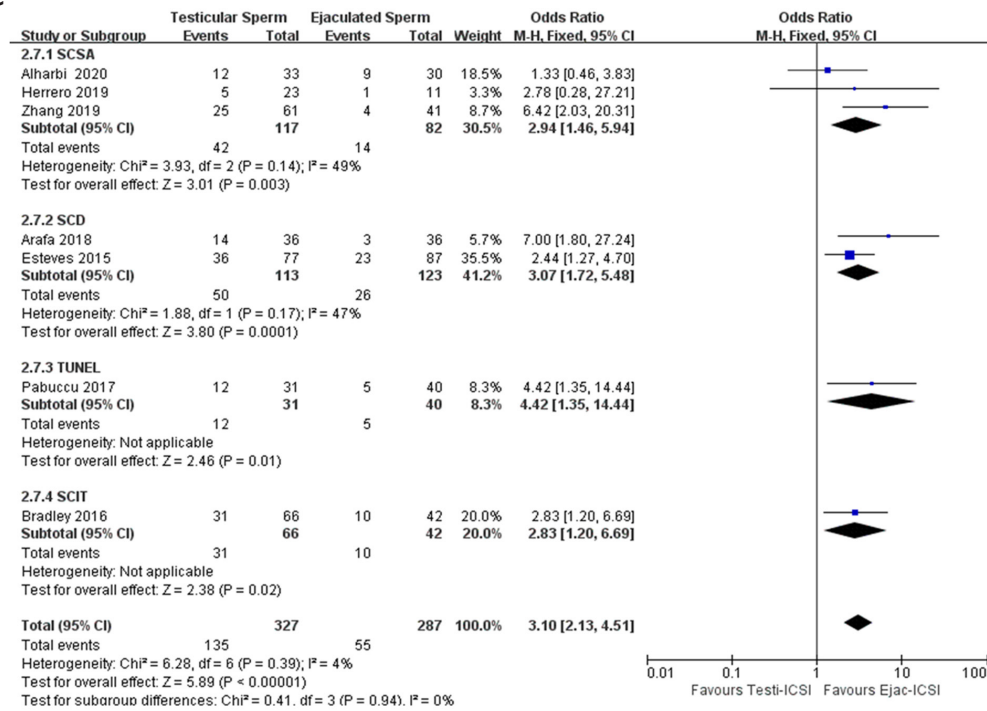 Testicular Sperm Ejaculated Sperm Odds Ratio Odds Ratio
Study or Subgroup Events Total Events Total Weight M-H, Fixed, 95% CI M-H, Fixed, 95% CI
2.7.1 SCSA
Alharbi 2020 12 33 9 30 18.5% 1.33 [0.46, 3.83]
Herrero 2019 5 23 1 11 3.3% 2.78 [0.28, 27.21]
Zhang 2019 25 61 4 41 8.7% 6.42 [2.03, 20.31]
Subtotal (95% CI) 117 82 30.5% 2.94 [1.46, 5.94]
Total events 42 14
Heterogeneity: Chi² = 3.93, df = 2 (P = 0.14); I² = 49%
Test for overall effect: Z = 3.01 (P = 0.003)
2.7.2 SCD
Arafa 2018 14 36 3 36 5.7% 7.00 [1.80, 27.24]
Esteves 2015 36 77 23 87 35.5% 2.44 [1.27, 4.70]
Subtotal (95% CI) 113 123 41.2% 3.07 [1.72, 5.48]
Total events 50 26
Heterogeneity: Chi² = 1.88, df = 1 (P = 0.17); I² = 47%
Test for overall effect: Z = 3.80 (P = 0.0001)
2.7.3 TUNEL
Pabuccu 2017 12 31 5 40 8.3% 4.42 [1.35, 14.44]
Subtotal (95% CI) 31 40 8.3% 4.42 [1.35, 14.44]
Total events 12 5
Heterogeneity: Not applicable
Test for overall effect: Z = 2.46 (P = 0.01)
2.7.4 SCIT
Bradley 2016 31 66 10 42 20.0% 2.83 [1.20, 6.69]
Subtotal (95% CI) 66 42 20.0% 2.83 [1.20, 6.69]
Total events 31 10
Heterogeneity: Not applicable
Test for overall effect: Z = 2.38 (P = 0.02)
Total (95% CI) 327 287 100.0% 3.10 [2.13, 4.51]
Total events 135 55
Heterogeneity: Chi² = 6.28, df = 6 (P = 0.39); I² = 4%
Test for overall effect: Z = 5.89 (P < 0.00001)
Test for subgroup differences: Chi² = 0.41, df = 3 (P = 0.94), I² = 0%
0.01 0.1 1 10 100
Favours Testi-ICSI Favours Ejac-ICSI